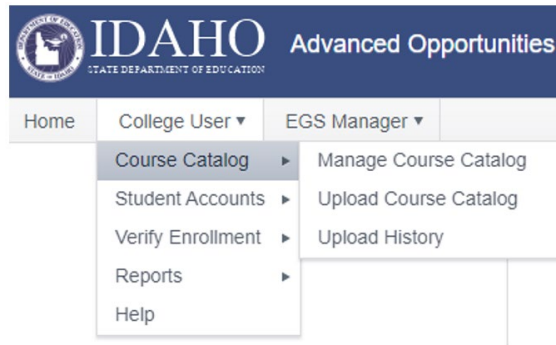 IDAHO Advanced Opportunities
STATE DEPARTMENT OF EDUCATION
Home College User ▾ EGS Manager ▾
Course Catalog ▸ Manage Course Catalog
Student Accounts ▸ Upload Course Catalog
Verify Enrollment ▸ Upload History
Reports ▸
Help